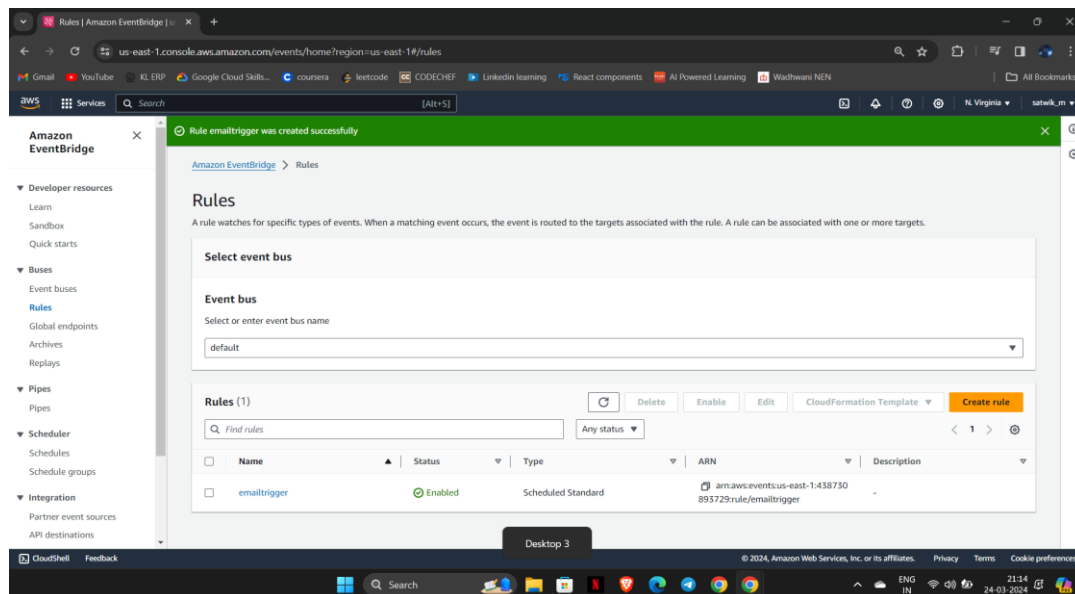 Rules | Amazon EventBridge | u
us-east-1.console.aws.amazon.com/events/home?region=us-east-1#/rules
Gmail YouTube KL ERP Google Cloud Skills... coursera leetcode CODECHEF Linkedin learning React components AI Powered Learning Wadhwani NEN All Bookmarks
aws Services Search [Alt+S] N. Virginia satwik_m
Amazon EventBridge
Developer resources
Learn
Sandbox
Quick starts
Buses
Event buses
Rules
Global endpoints
Archives
Replays
Pipes
Pipes
Scheduler
Schedules
Schedule groups
Integration
Partner event sources
API destinations
Rule emailtrigger was created successfully
Amazon EventBridge > Rules
Rules
A rule watches for specific types of events. When a matching event occurs, the event is routed to the targets associated with the rule. A rule can be associated with one or more targets.
Select event bus
Event bus
Select or enter event bus name
default
Rules (1) Delete Enable Edit CloudFormation Template Create rule
Find rules Any status 1
Name Status Type ARN Description
emailtrigger Enabled Scheduled Standard arn:aws:events:us-east-1:438730
893729:rule/emailtrigger -
Desktop 3
CloudShell Feedback © 2024, Amazon Web Services, Inc. or its affiliates. Privacy Terms Cookie preferences
Search ENG 21:14
IN 24-03-2024